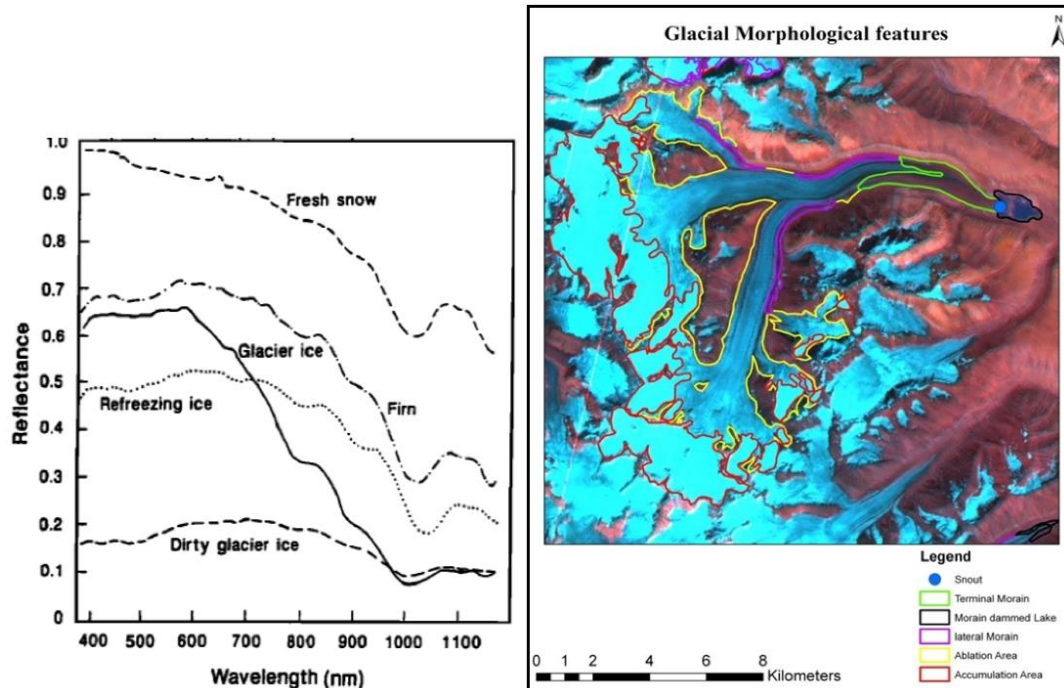 1.0
0.9
0.8
0.7
0.6
0.5
0.4
0.3
0.2
0.1
0
Reflectance
Fresh snow
Glacier ice
Refreezing ice
Firn
Dirty glacier ice
400 500 600 700 800 900 1000 1100
Wavelength (nm)
Glacial Morphological features
N
Legend
Snout
Terminal Morain
Morain dammed Lake
lateral Morain
Ablation Area
Accumulation Area
0 1 2 4 6 8
Kilometers